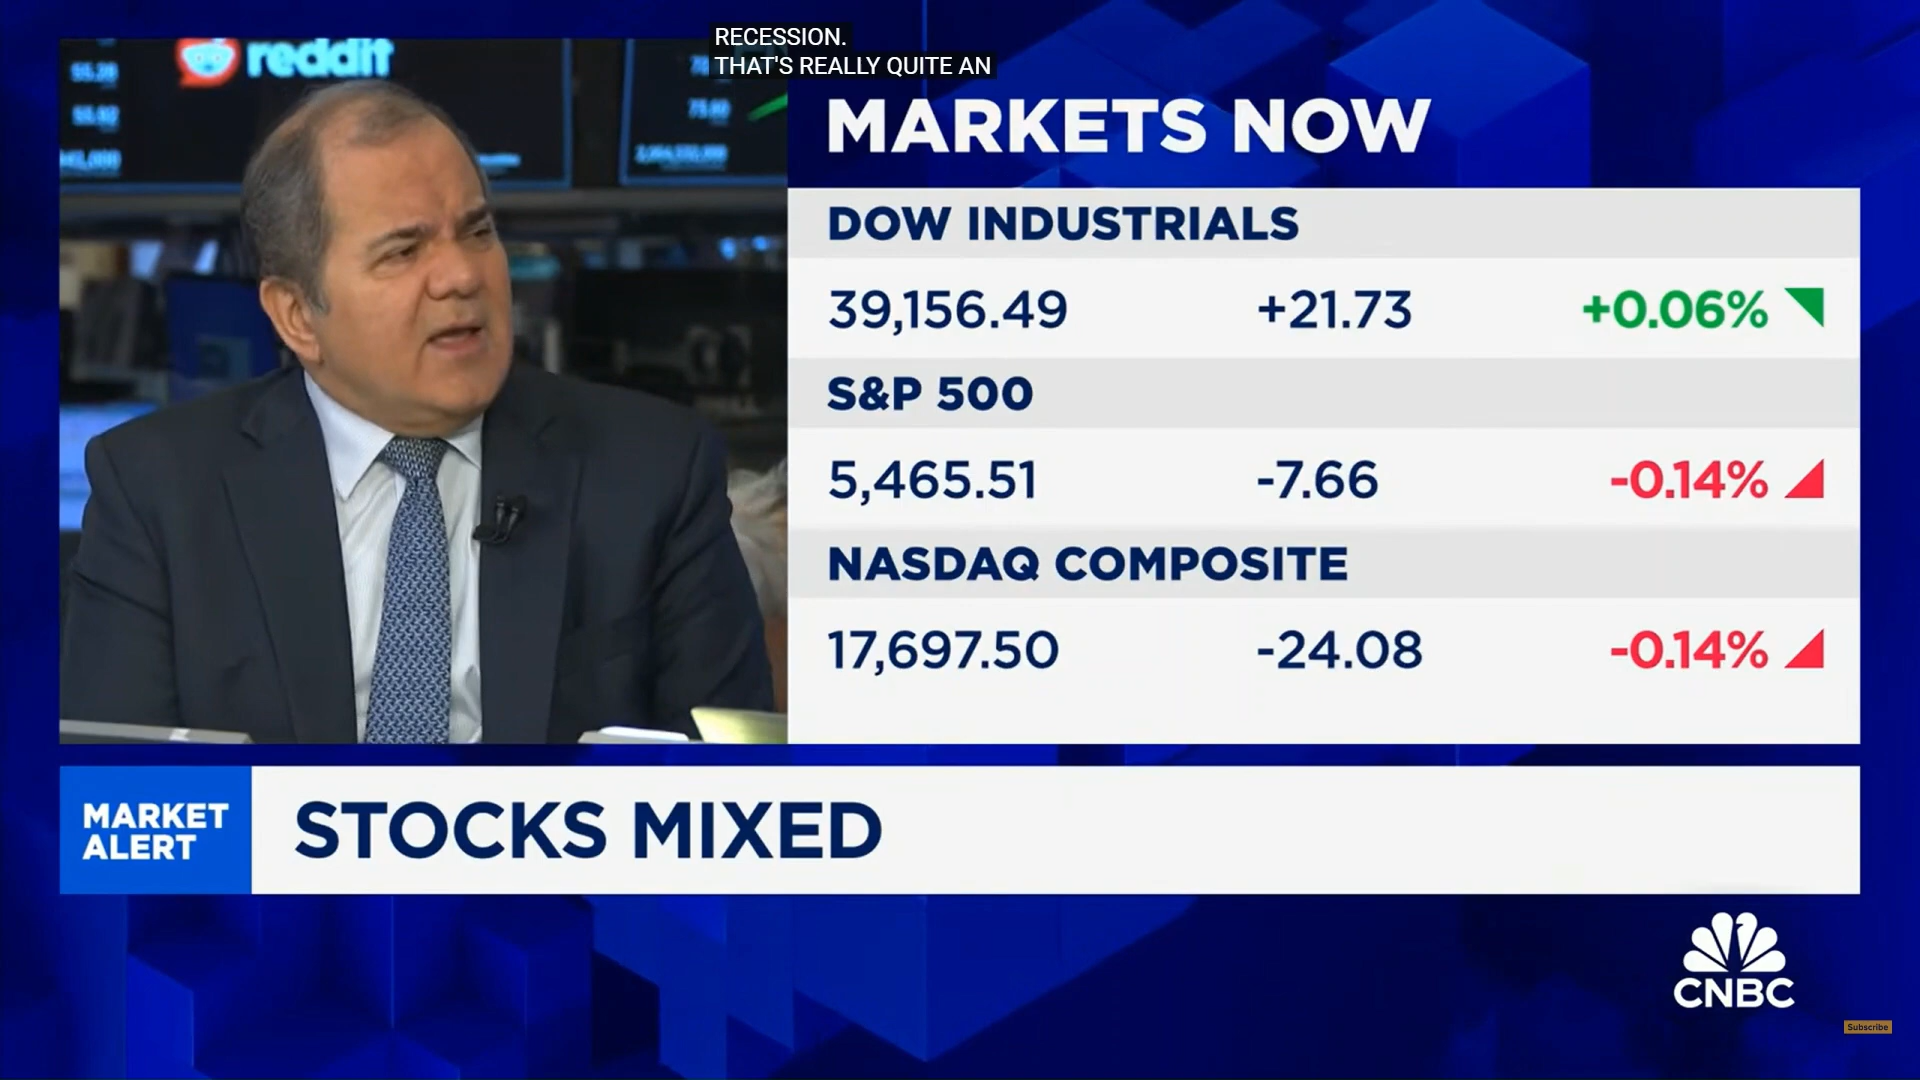 RECESSION.
THAT'S REALLY QUITE AN
reddit
MARKETS NOW
DOW INDUSTRIALS
39,156.49 +21.73 +0.06%
S&P 500
5,465.51 -7.66 -0.14%
NASDAQ COMPOSITE
17,697.50 -24.08 -0.14%
MARKET
ALERT
STOCKS MIXED
CNBC
Subscribe